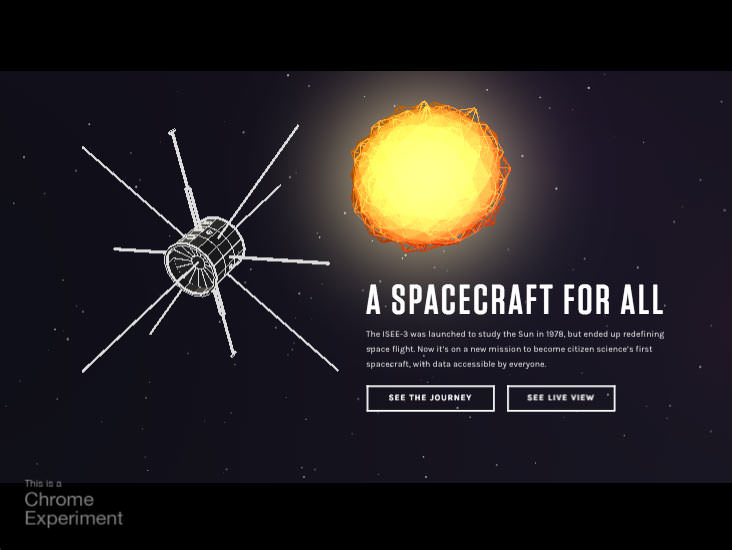 A SPACECRAFT FOR ALL
The ISEE-3 was launched to study the Sun in 1978, but ended up redefining
space flight. Now it's on a new mission to become citizen science's first
spacecraft, with data accessible by everyone.
SEE THE JOURNEY
SEE LIVE VIEW
This is a
Chrome
Experiment